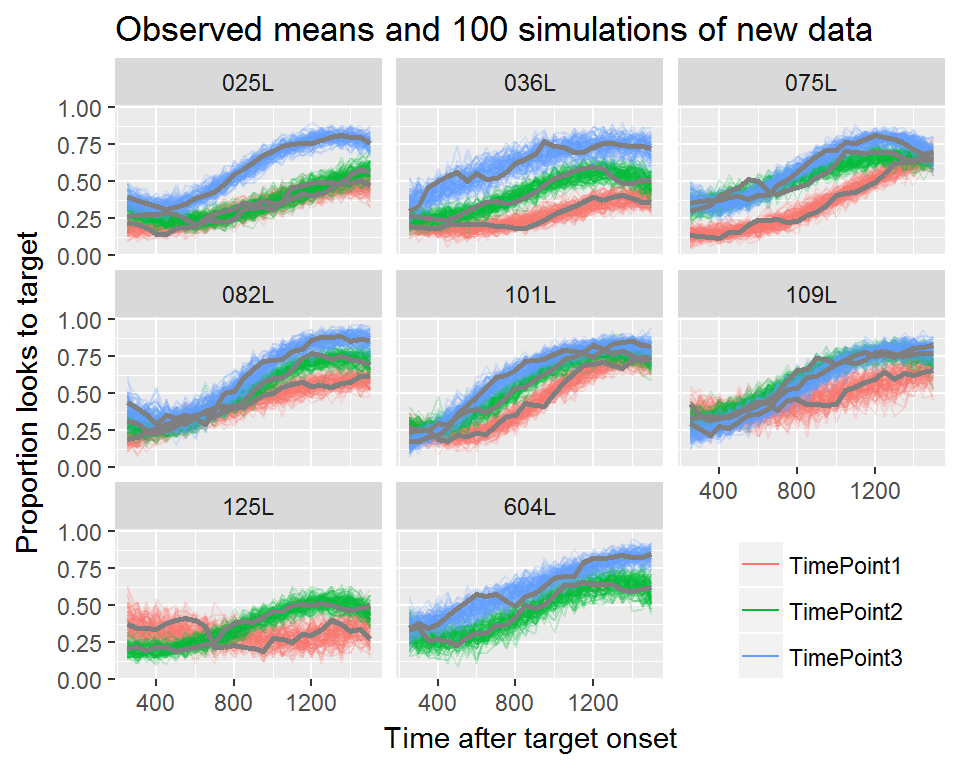 Observed means and 100 simulations of new data
025L 036L 075L
1.00
0.75
0.50
0.25
0.00
082L 101L 109L
1.00
0.75
0.50
0.25
0.00
400 800 1200
125L 604L
1.00
0.75
0.50
0.25
0.00
400 800 1200 400 800 1200
Proportion looks to target
Time after target onset
TimePoint1
TimePoint2
TimePoint3